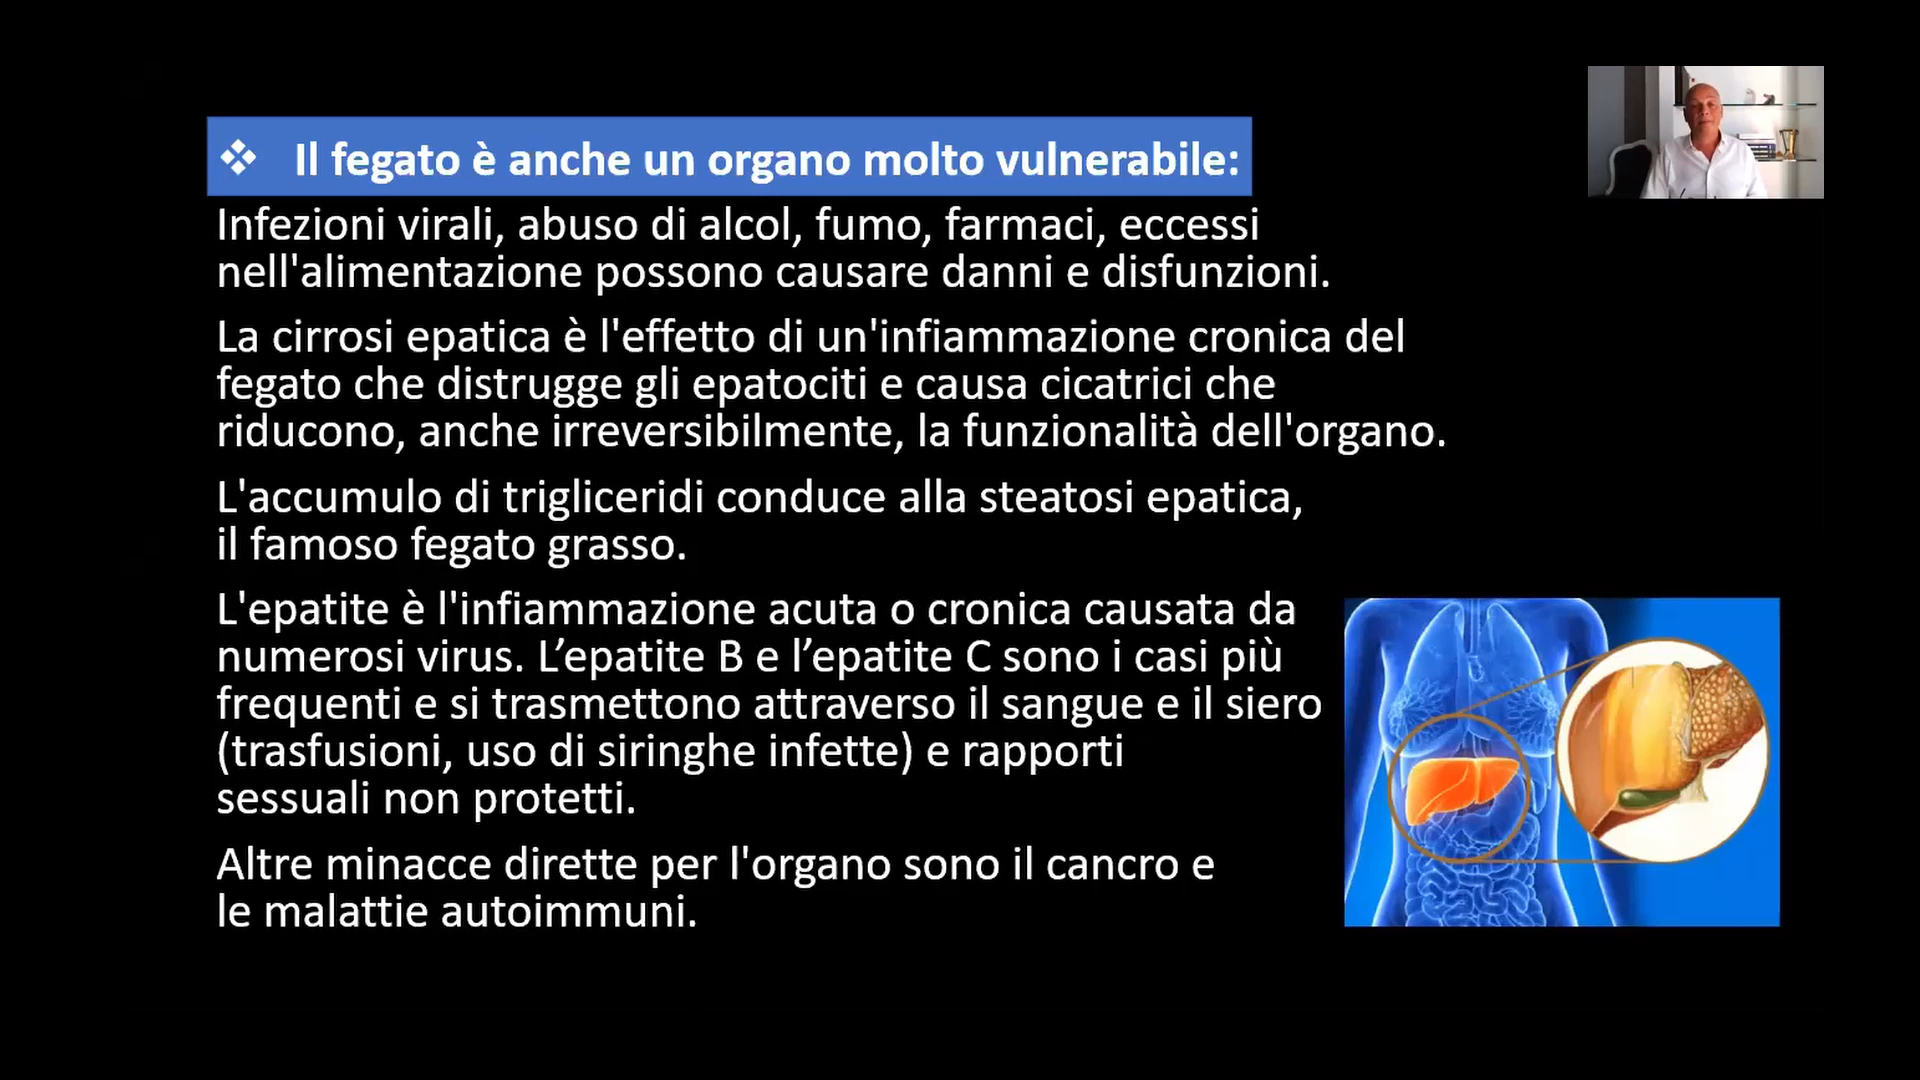 ❖ Il fegato è anche un organo molto vulnerabile:
Infezioni virali, abuso di alcol, fumo, farmaci, eccessi
nell'alimentazione possono causare danni e disfunzioni.
La cirrosi epatica è l'effetto di un'infiammazione cronica del
fegato che distrugge gli epatociti e causa cicatrici che
riducono, anche irreversibilmente, la funzionalità dell'organo.
L'accumulo di trigliceridi conduce alla steatosi epatica,
il famoso fegato grasso.
L'epatite è l'infiammazione acuta o cronica causata da
numerosi virus. L’epatite B e l’epatite C sono i casi più
frequenti e si trasmettono attraverso il sangue e il siero
(trasfusioni, uso di siringhe infette) e rapporti
sessuali non protetti.
Altre minacce dirette per l'organo sono il cancro e
le malattie autoimmuni.